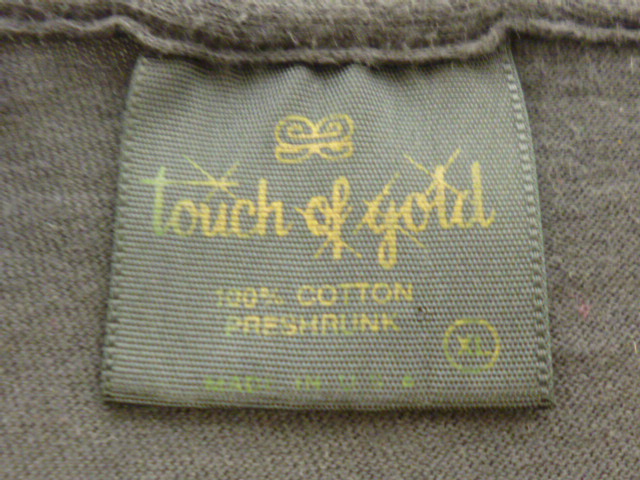 touch of gold
100% COTTON
PRESHRUNK
XL
MADE IN U.S.A